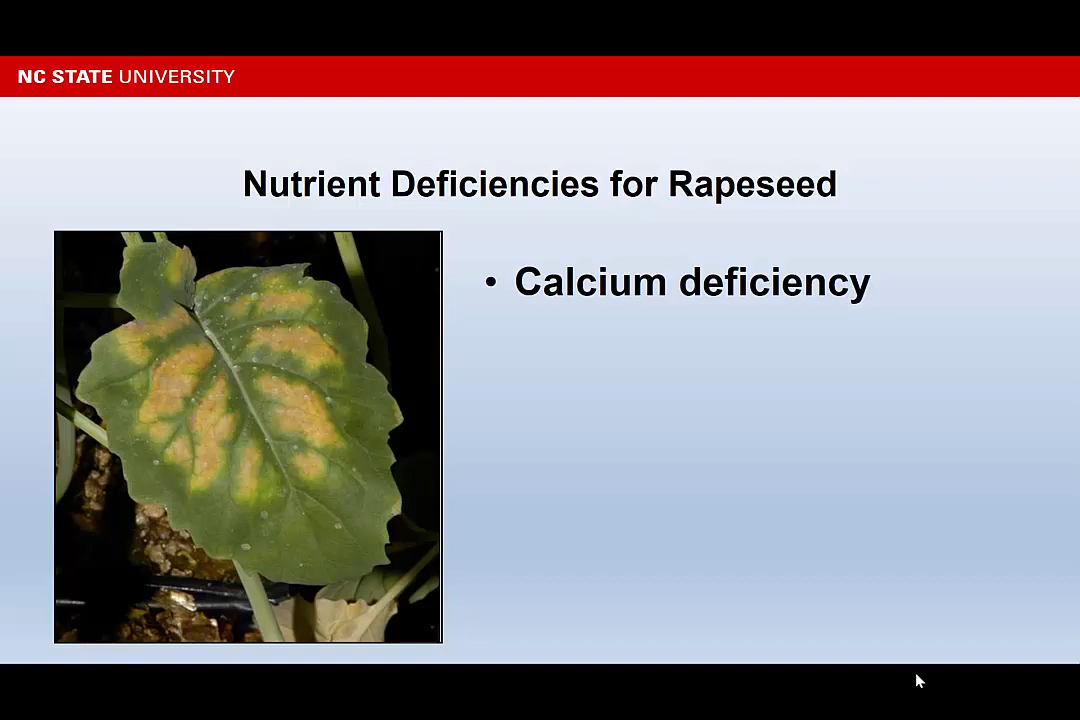 NC STATE UNIVERSITY
Nutrient Deficiencies for Rapeseed
• Calcium deficiency